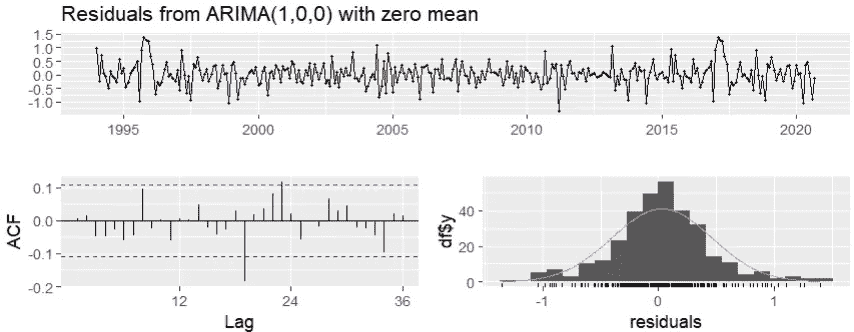 Residuals from ARIMA(1,0,0) with zero mean
1.5
1.0
0.5
0.0
-0.5
-1.0
1995 2000 2005 2010 2015 2020
ACF
0.1
0.0
-0.1
-0.2
12 24 36
Lag
df$y
40
20
0
-1 0 1
residuals